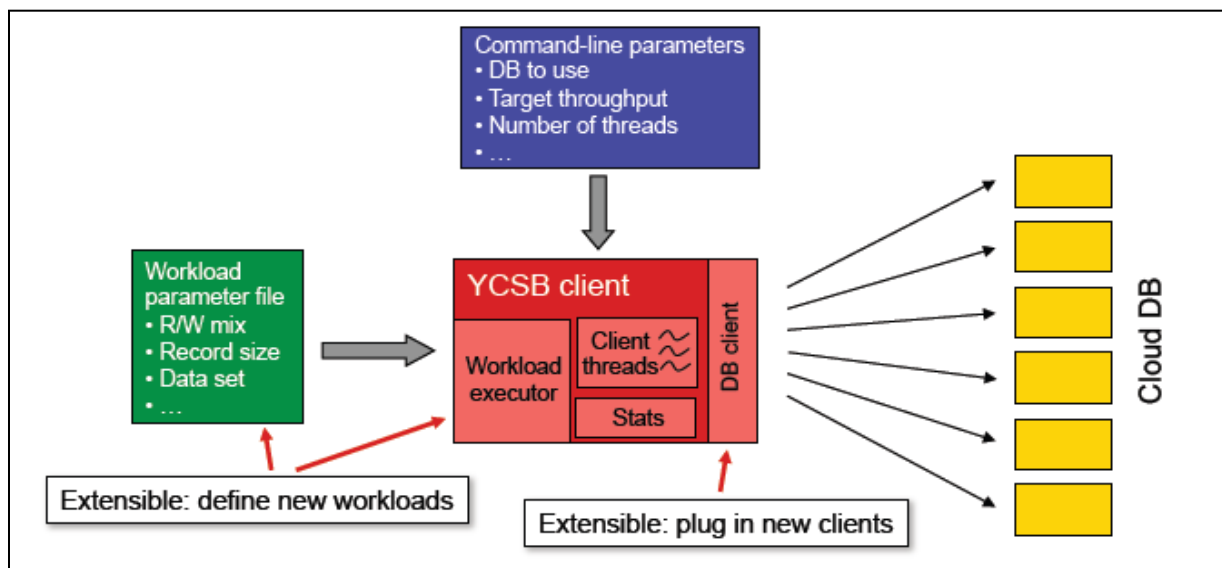 Command-line parameters
• DB to use
• Target throughput
• Number of threads
• ...
Workload
parameter file
• R/W mix
• Record size
• Data set
• ...
YCSB client
Workload
executor
Client
threads
Stats
DB client
Cloud DB
Extensible: define new workloads
Extensible: plug in new clients